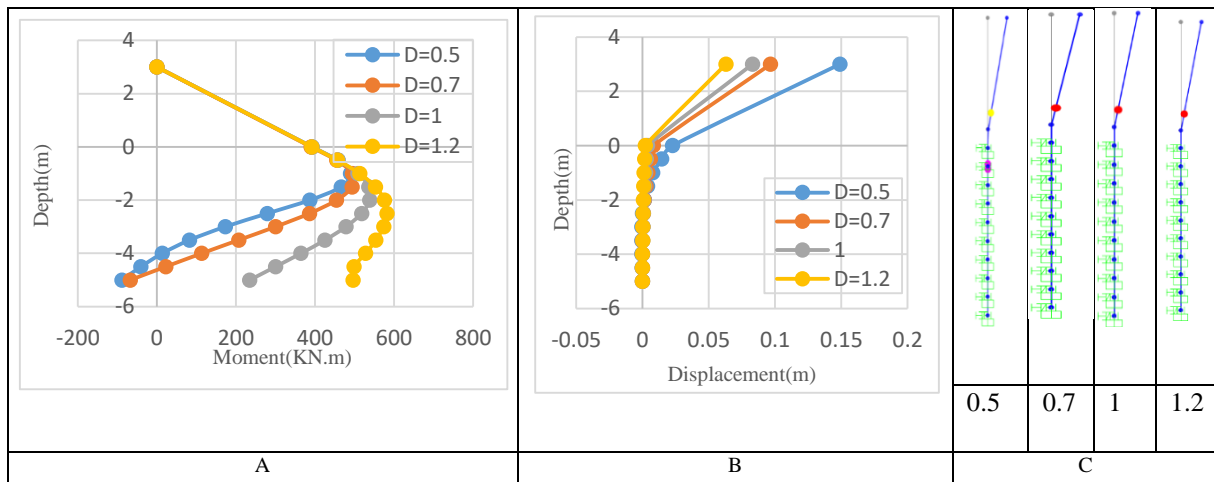 4
2
0
-2
-4
-6
-200 0 200 400 600 800
Depth(m)
Moment(KN.m)
D=0.5
D=0.7
D=1
D=1.2
4
2
0
-2
-4
-6
-0.05 0 0.05 0.1 0.15 0.2
Depth(m)
Displacement(m)
D=0.5
D=0.7
1
D=1.2
0.5 0.7 1 1.2
A B C